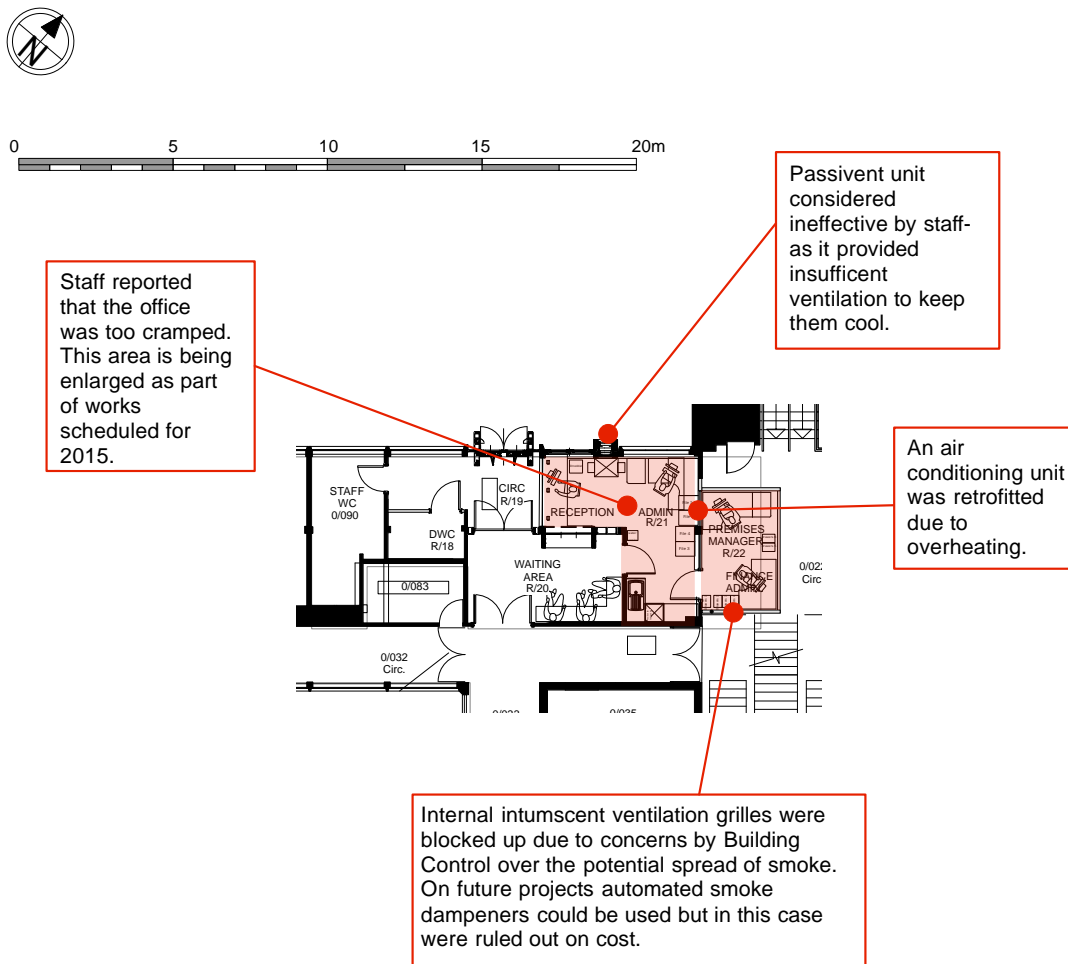 N
0 5 10 15 20m
Passivent unit
considered
ineffective by staff-
as it provided
insufficent
ventilation to keep
them cool.
Staff reported
that the office
was too cramped.
This area is being
enlarged as part
of works
scheduled for
2015.
An air
conditioning unit
was retrofitted
due to
overheating.
STAFF
WC
0/090
CIRC
R/19
DWC
R/18
RECEPTION
ADMIN
R/21
PREMISES
MANAGER
R/22
FINANCE
ADMIN
WAITING
AREA
R/20
0/083
0/022
Circ
0/032
Circ.
N
Internal intumscent ventilation grilles were
blocked up due to concerns by Building
Control over the potential spread of smoke.
On future projects automated smoke
dampeners could be used but in this case
were ruled out on cost.